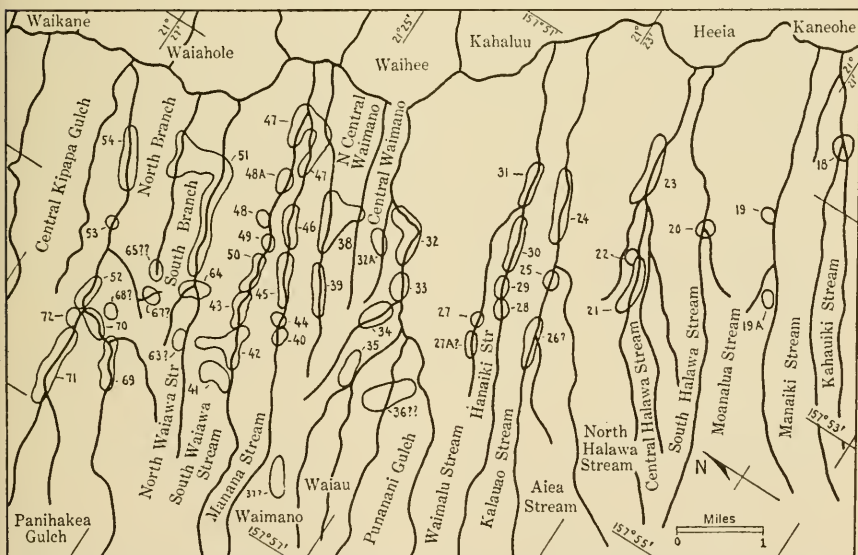 Waikane
21°
27'
Waiahole
21°25'
Waihee
157°51'
Kahaluu
21°
23'
Heeia
Kaneohe
21°
21'
Central Kipapa Gulch
54
North Branch
51
47
N Central
Waimano
Central Waimano
48A
47
31
23
18
53
South Branch
48
46
38
32A
32
24
22
20
19
65??
49
50
30
52
64
45
39
33
25
29
21
72
68?
67?
43
44
34
27
28
19A
70
63?
42
40
35
27A?
26?
71
69
41
36??
North Waiawa Str
South Waiawa
Stream
Manana Stream
37?
Waimano
Waiau
Punanani Gulch
Waimalu Stream
Hanaiki Str
Kalauao Stream
Aiea
Stream
North
Halawa
Stream
Central Halawa Stream
South Halawa Stream
Moanalua Stream
Manaiki Stream
Kahauiki Stream
157°53'
N
Panihakea
Gulch
157°57'
157°55'
Miles
0 1